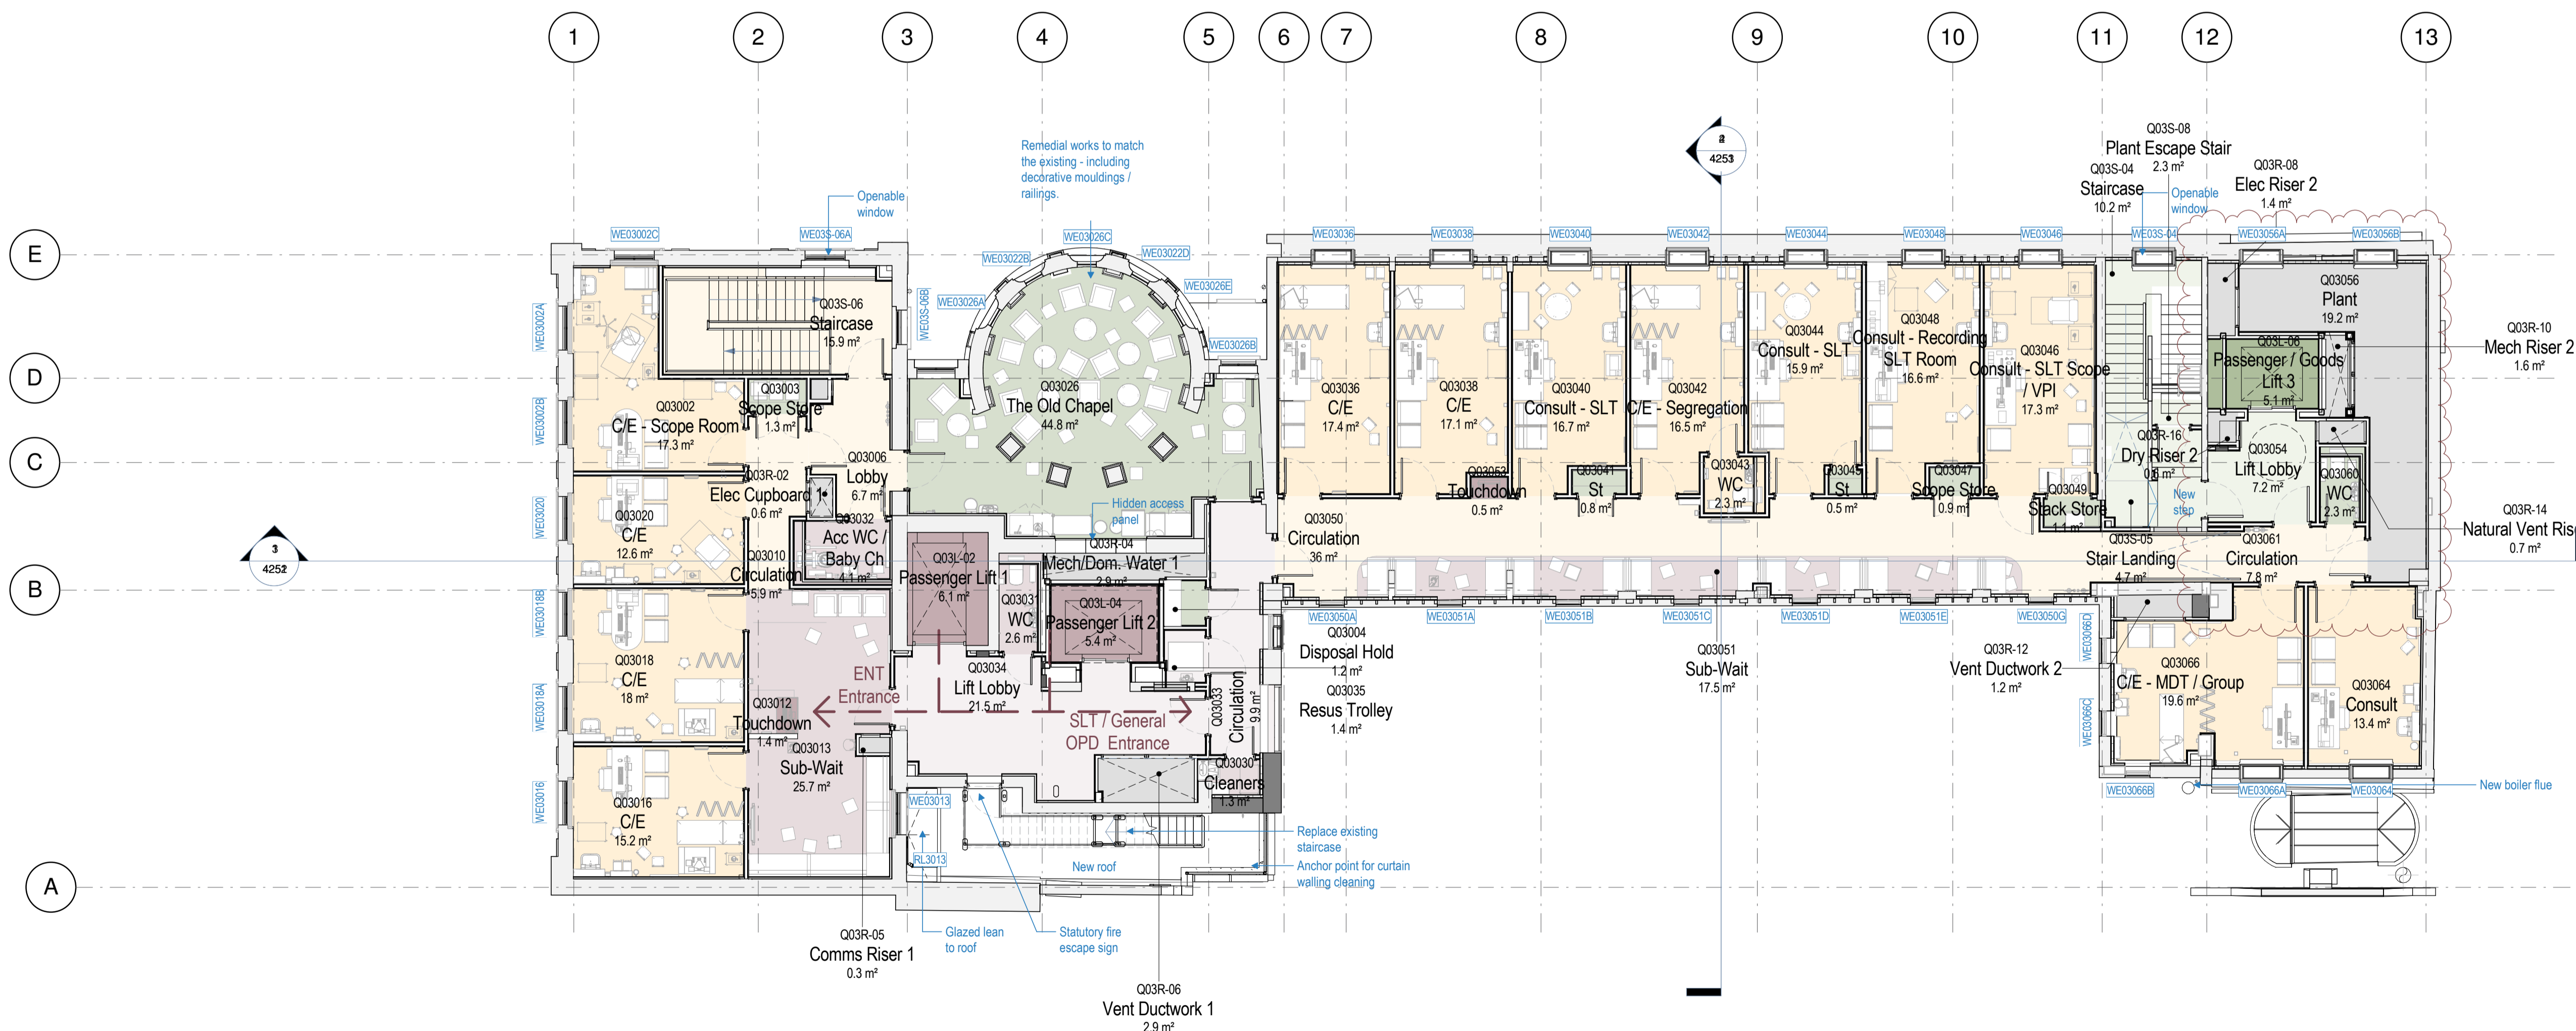 1
2
3
4
5
6
7
8
9
10
11
12
13
E
D
C
B
A
Remedial works to match
the existing - including
decorative mouldings /
railings.
Openable
window
WE03002C
WE03S-06A
WE03026C
WE03022B
WE03022D
WE03026A
WE03026E
WE03S-06B
WE03026B
WE03002A
WE03002B
WE03020
WE03018B
WE03018A
WE03016
4251
WE03036
WE03038
WE03040
WE03042
WE03044
WE03048
WE03046
WE03S-04
WE03056A
WE03056B
Q03S-08
Plant Escape Stair
2.3 m²
Q03S-04
Staircase
10.2 m²
Q03R-08
Elec Riser 2
1.4 m²
Openable
window
Q03S-06
Staircase
15.9 m²
Q03002
C/E - Scope Room
17.3 m²
Q03003
Scope Store
1.3 m²
Q03006
Lobby
6.7 m²
Q03R-02
Elec Cupboard 1
0.6 m²
Q03020
C/E
12.6 m²
Q03032
Acc WC /
Baby Ch
4.1 m²
Q03010
Circulation
5.9 m²
Q03018
C/E
18 m²
Q03012
Touchdown
1.4 m²
Q03013
Sub-Wait
25.7 m²
Q03016
C/E
15.2 m²
Q03026
The Old Chapel
44.8 m²
Hidden access
panel
Q03R-04
Mech/Dom. Water 1
2.9 m²
Q03L-02
Passenger Lift 1
6.1 m²
Q03031
WC
2.6 m²
Q03L-04
Passenger Lift 2
5.4 m²
ENT
Entrance
Q03034
Lift Lobby
21.5 m²
SLT / General
OPD Entrance
Q03033
Circulation
9.9 m²
Q03030
Cleaners
1.3 m²
Q03004
Disposal Hold
1.2 m²
Q03035
Resus Trolley
1.4 m²
Q03036
C/E
17.4 m²
Q03038
C/E
17.1 m²
Q03040
Consult - SLT
16.7 m²
Q03042
C/E - Segregation
16.5 m²
Q03044
Consult - SLT
15.9 m²
Q03048
Consult - Recording
SLT Room
16.6 m²
Q03046
Consult - SLT Scope
/ VPI
17.3 m²
Q03053
Touchdown
0.5 m²
Q03041
St
0.8 m²
Q03043
WC
2.3 m²
Q03045
St
0.5 m²
Q03047
Scope Store
0.9 m²
Q03049
Stack Store
1.1 m²
Q03050
Circulation
36 m²
Q03051
Sub-Wait
17.5 m²
WE03050A
WE03051A
WE03051B
WE03051C
WE03051D
WE03051E
WE03050G
Q03056
Plant
19.2 m²
Q03L-06
Passenger / Goods
Lift 3
5.1 m²
Q03R-10
Mech Riser 2
1.6 m²
Q03R-16
Dry Riser 2
Q03054
Lift Lobby
7.2 m²
Q03060
WC
2.3 m²
New
step
Q03R-14
Natural Vent Ris
0.7 m²
Q03S-05
Stair Landing
4.7 m²
Q03061
Circulation
7.8 m²
Q03R-12
Vent Ductwork 2
1.2 m²
WE03066D
WE03066C
Q03066
C/E - MDT / Group
19.6 m²
Q03064
Consult
13.4 m²
WE03066B
WE03066A
WE03064
New boiler flue
WE03013
RL3013
New roof
Replace existing
staircase
Anchor point for curtain
walling cleaning
Glazed lean
to roof
Statutory fire
escape sign
Q03R-05
Comms Riser 1
0.3 m²
Q03R-06
Vent Ductwork 1
2.9 m²